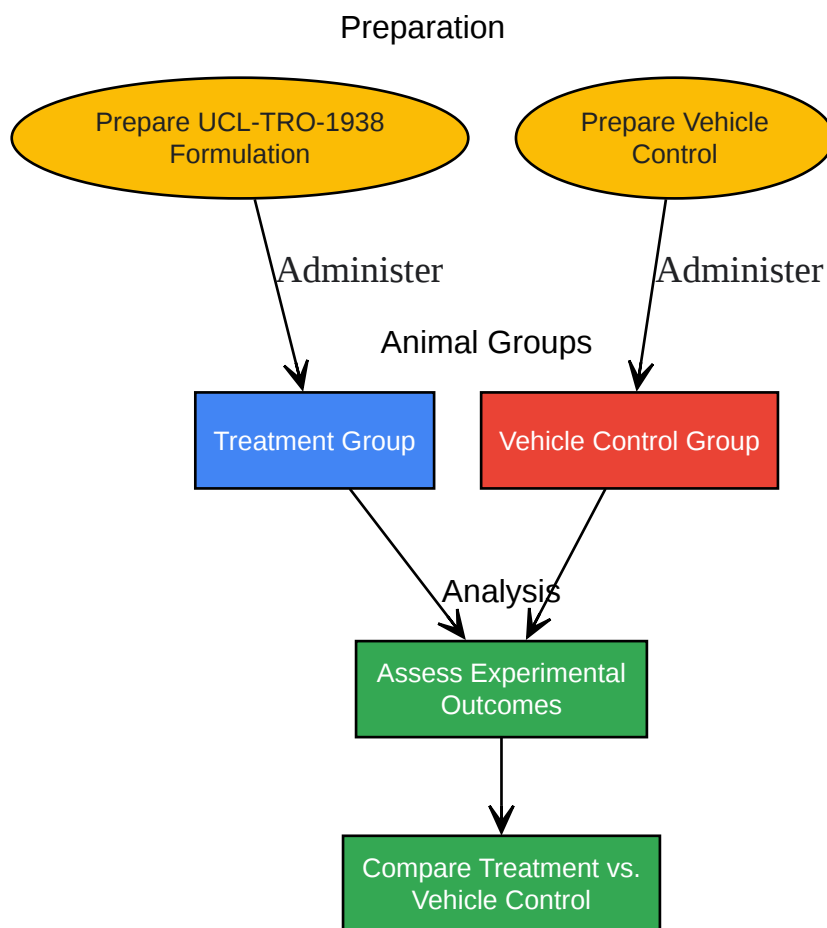 Preparation
Prepare UCL-TRO-1938
Formulation
Prepare Vehicle
Control
Administer
Administer
Animal Groups
Treatment Group
Vehicle Control Group
Analysis
Assess Experimental
Outcomes
Compare Treatment vs.
Vehicle Control